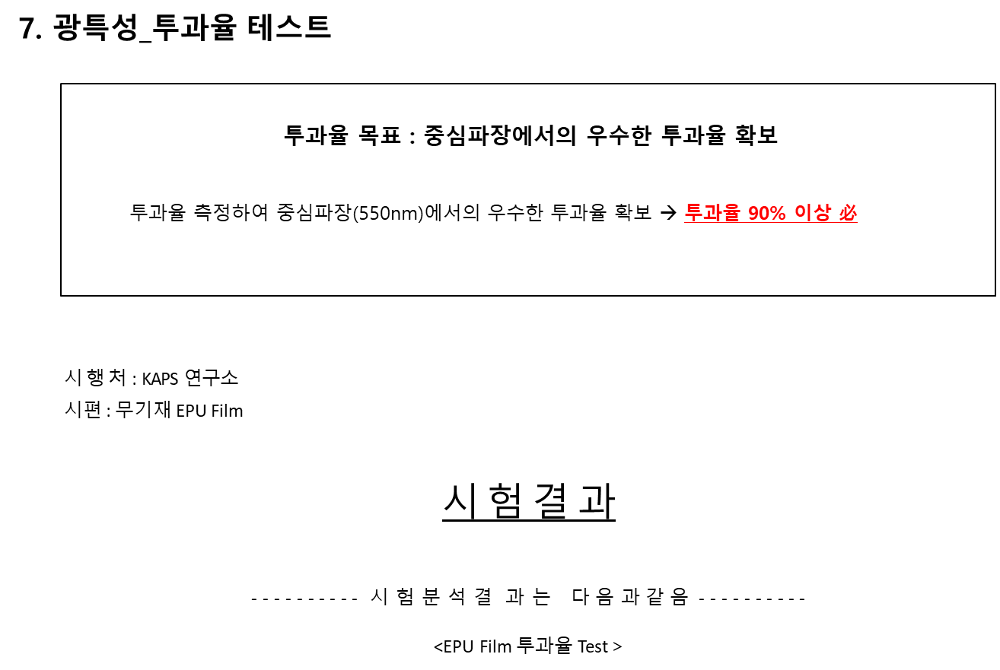 7. 광특성_투과율 테스트
투과율 목표 : 중심파장에서의 우수한 투과율 확보
투과율 측정하여 중심파장(550nm)에서의 우수한 투과율 확보 → 투과율 90% 이상 必
시 행 처 : KAPS 연구소
시편 : 무기재 EPU Film
시 험 결 과
- - - - - - - - - - 시 험 분 석 결 과 는 다 음 과 같 음 - - - - - - - - - -
<EPU Film 투과율 Test >